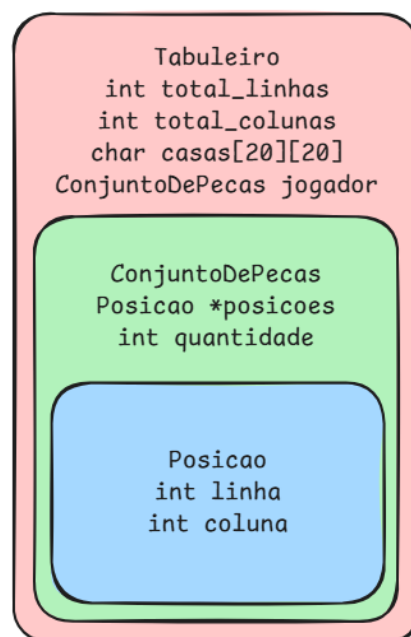 Tabuleiro
int total_linhas
int total_colunas
char casas[20][20]
ConjuntoDePecas jogador
ConjuntoDePecas
Posicao *posicoes
int quantidade
Posicao
int linha
int coluna